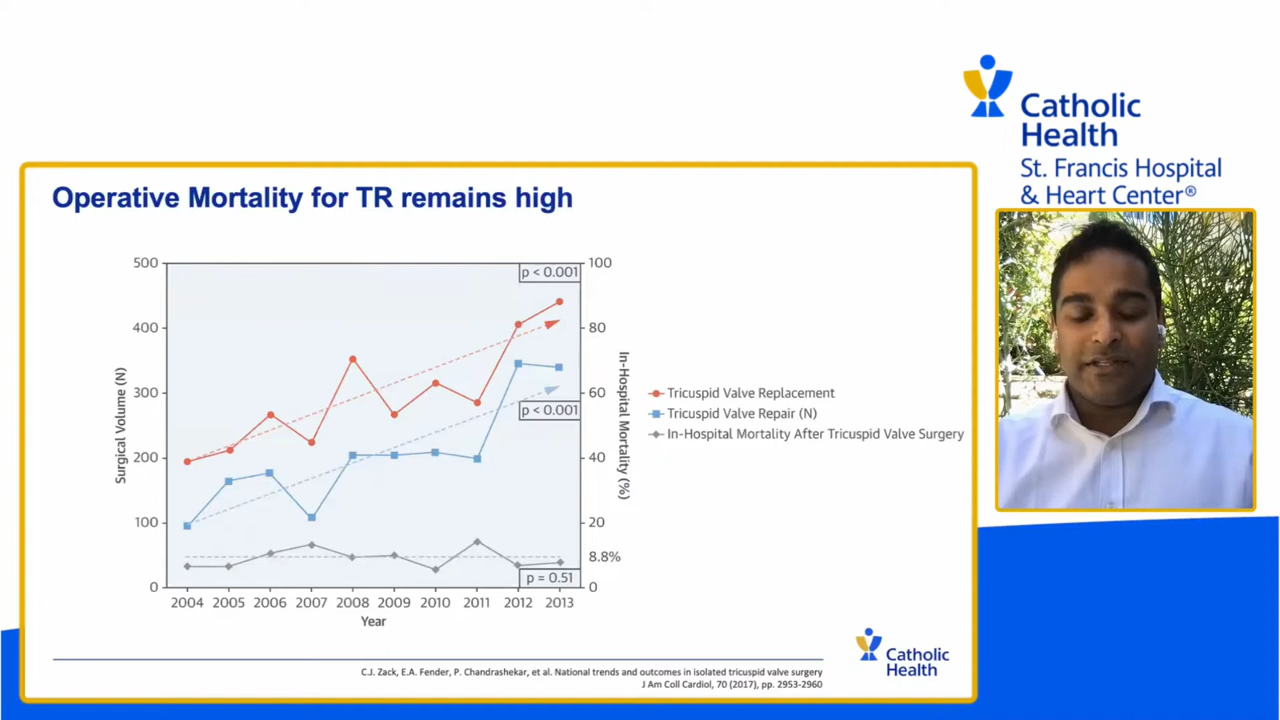 Catholic
Health
St. Francis Hospital
& Heart Center®
Operative Mortality for TR remains high
500
400
300
200
100
0
Surgical Volume (N)
100
80
60
40
20
8.8%
0
In-Hospital Mortality (%)
p < 0.001
p < 0.001
p = 0.51
2004 2005 2006 2007 2008 2009 2010 2011 2012 2013
Year
Tricuspid Valve Replacement
Tricuspid Valve Repair (N)
In-Hospital Mortality After Tricuspid Valve Surgery
C.J. Zack, E.A. Fender, P. Chandrashekar, et al. National trends and outcomes in isolated tricuspid valve surgery
J Am Coll Cardiol, 70 (2017), pp. 2953-2960
Catholic
Health